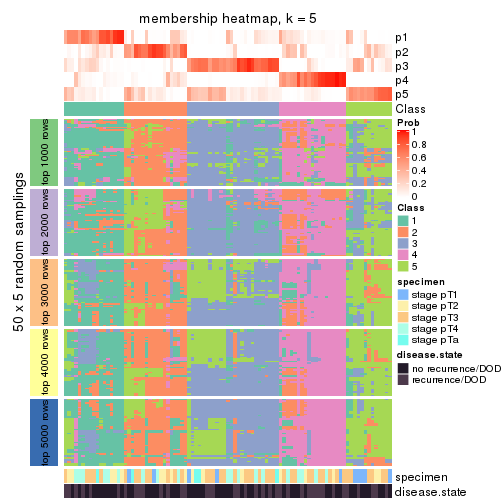 membership heatmap, k = 5
p1
p2
p3
p4
p5
Class
50 x 5 random samplings
top 1000 rows
top 2000 rows
top 3000 rows
top 4000 rows
top 5000 rows
specimen
disease.state
Prob
1
0.8
0.6
0.4
0.2
0
Class
1
2
3
4
5
specimen
stage pT1
stage pT2
stage pT3
stage pT4
stage pTa
disease.state
no recurrence/DOD
recurrence/DOD